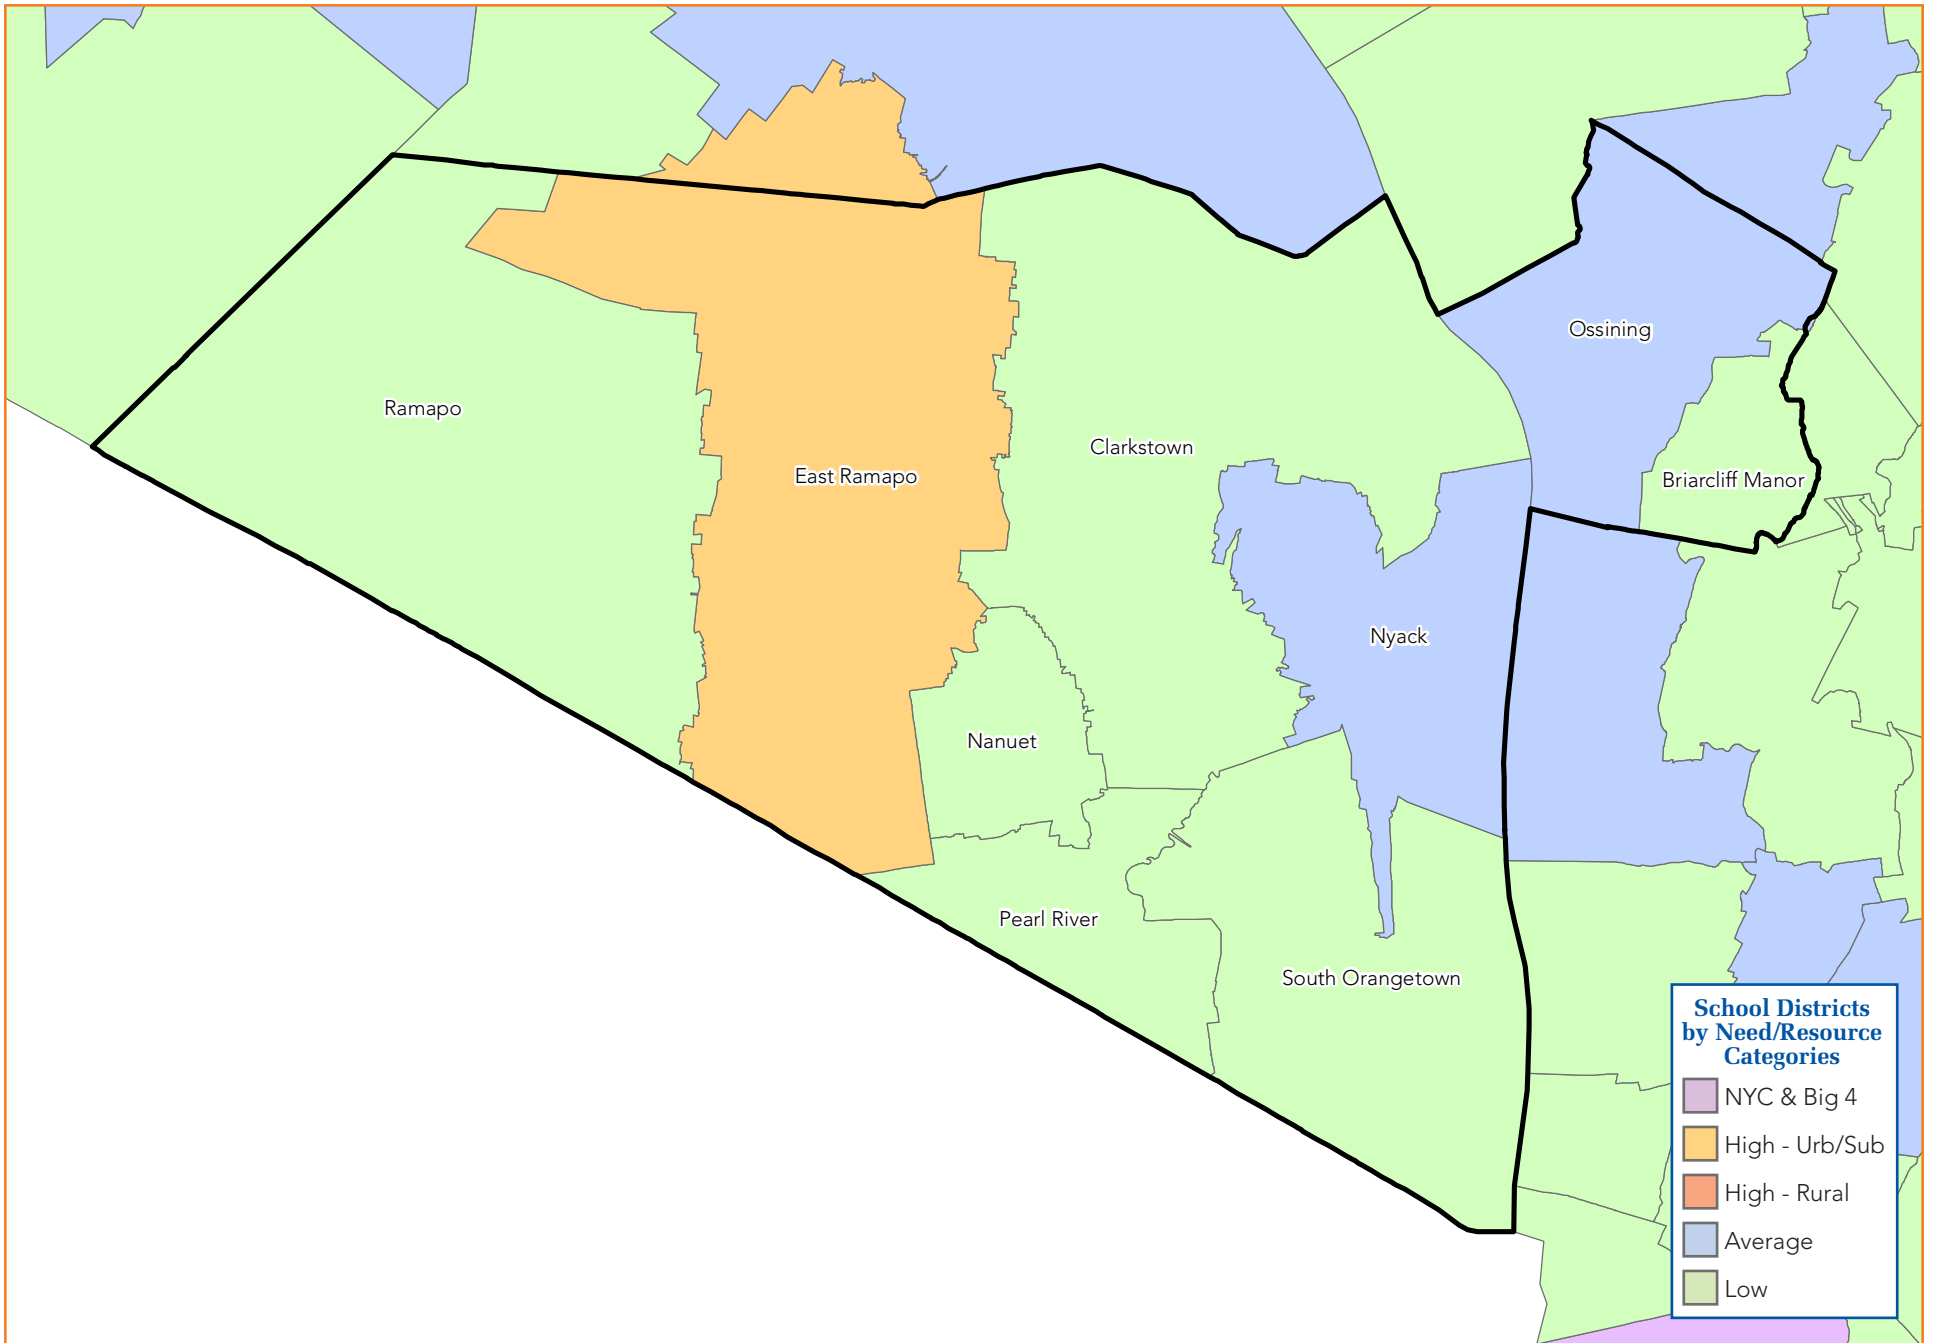 Ossining
Ramapo
Clarkstown
East Ramapo
Briarcliff Manor
Nyack
Nanuet
Pearl River
South Orangetown
School Districts
by Need/Resource
Categories
NYC & Big 4
High - Urb/Sub
High - Rural
Average
Low